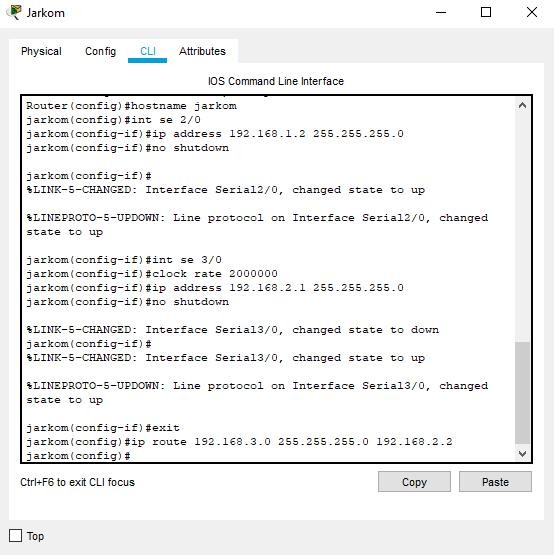 Jarkom
Physical Config CLI Attributes
IOS Command Line Interface
Router(config)#hostname jarkom
jarkom(config)#int se 2/0
jarkom(config-if)#ip address 192.168.1.2 255.255.255.0
jarkom(config-if)#no shutdown
jarkom(config-if)#
%LINK-5-CHANGED: Interface Serial2/0, changed state to up
%LINEPROTO-5-UPDOWN: Line protocol on Interface Serial2/0, changed
state to up
jarkom(config-if)#int se 3/0
jarkom(config-if)#clock rate 2000000
jarkom(config-if)#ip address 192.168.2.1 255.255.255.0
jarkom(config-if)#no shutdown
%LINK-5-CHANGED: Interface Serial3/0, changed state to down
jarkom(config-if)#
%LINK-5-CHANGED: Interface Serial3/0, changed state to up
%LINEPROTO-5-UPDOWN: Line protocol on Interface Serial3/0, changed
state to up
jarkom(config-if)#exit
jarkom(config)#ip route 192.168.3.0 255.255.255.0 192.168.2.2
jarkom(config)#
Ctrl+F6 to exit CLI focus
Copy Paste
Top